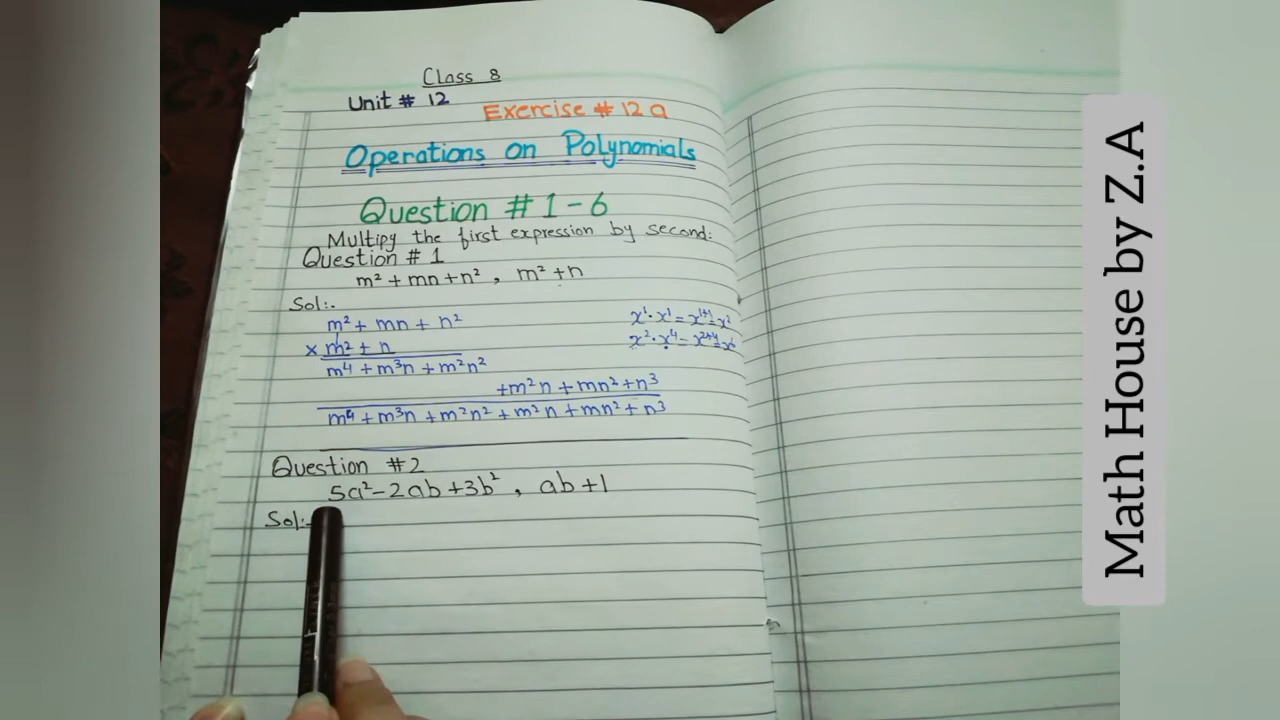 Class 8
Unit # 12
Exercise # 12a
Operations on Polynomials
Question # 1-6
Multipy the first expression by second:
Question # 1
m² + mn + n² , m² + n
Sol:-
m² + mn + n²
× m² + n
m⁴ + m³n + m²n²
+m²n + mn² + n³
m⁴ + m³n + m²n² + m²n + mn² + n³
x¹·x¹ = x¹⁺¹ = x²
x²·x⁴ = x²⁺⁴ = x⁶
Question #2
5a² - 2ab + 3b² , ab + 1
Sol:-
Math House by Z.A